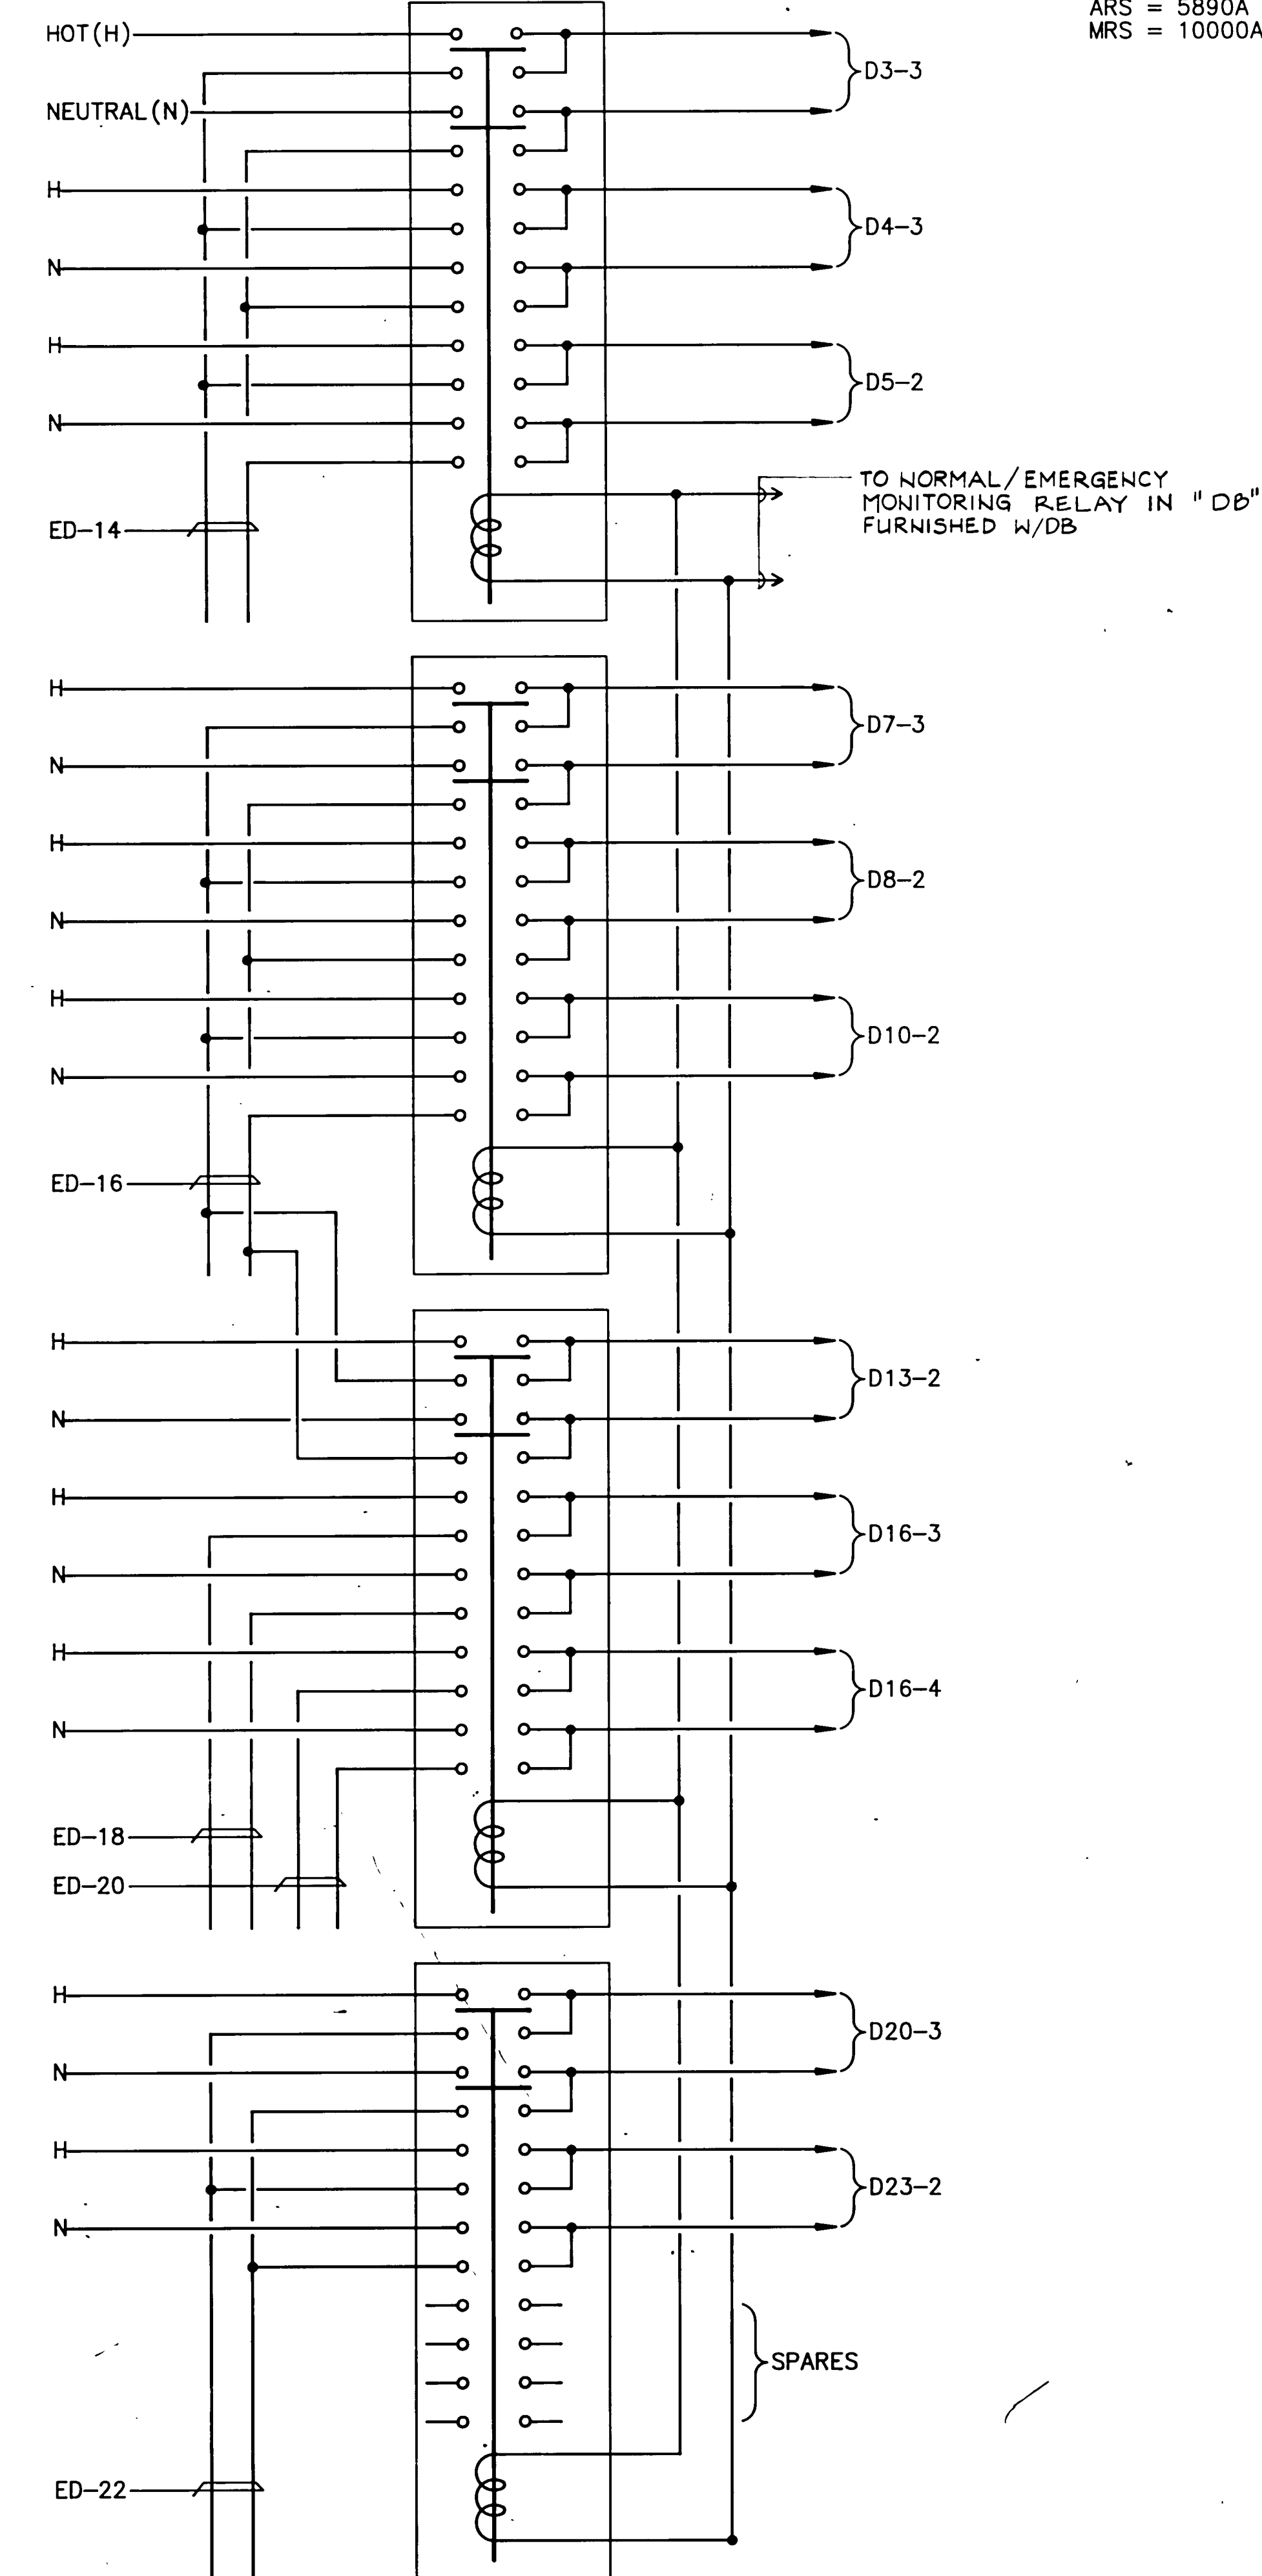 ARS = 5890A
MRS = 10000A
HOT(H)
D3-3
NEUTRAL(N)
H
D4-3
N
H
D5-2
N
TO NORMAL/EMERGENCY
MONITORING RELAY IN "DB"
FURNISHED W/DB
ED-14
H
D7-3
N
H
D8-2
N
H
D10-2
N
ED-16
H
D13-2
N
H
D16-3
N
H
D16-4
N
ED-18
ED-20
H
D20-3
N
H
D23-2
N
SPARES
ED-22